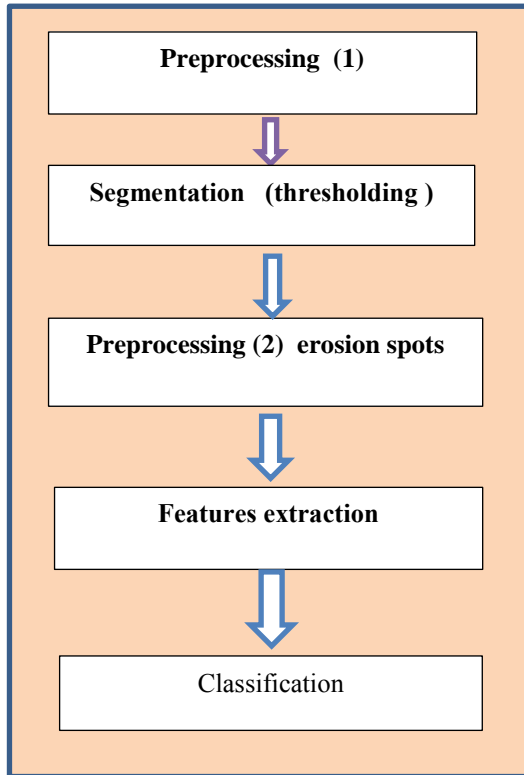 Preprocessing (1)
Segmentation (thresholding )
Preprocessing (2) erosion spots
Features extraction
Classification